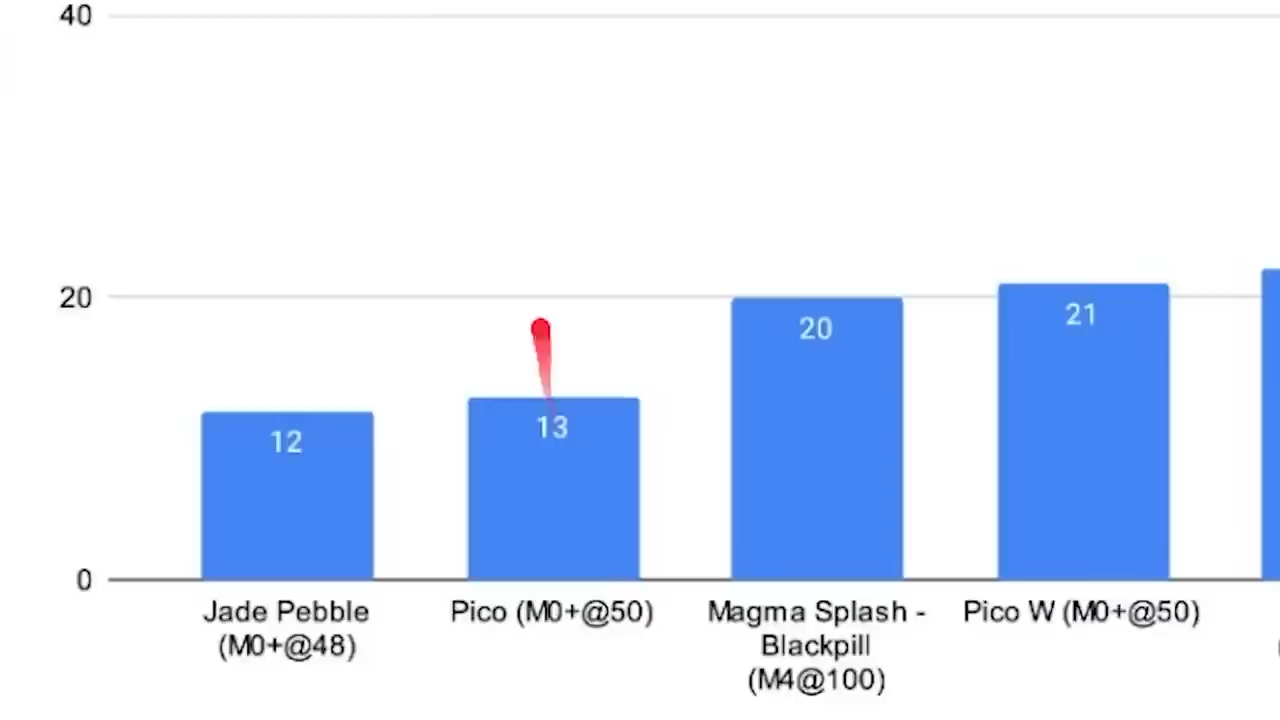 40
20
0
12
13
20
21
Jade Pebble
(M0+@48)
Pico (M0+@50)
Magma Splash -
Blackpill
(M4@100)
Pico W (M0+@50)